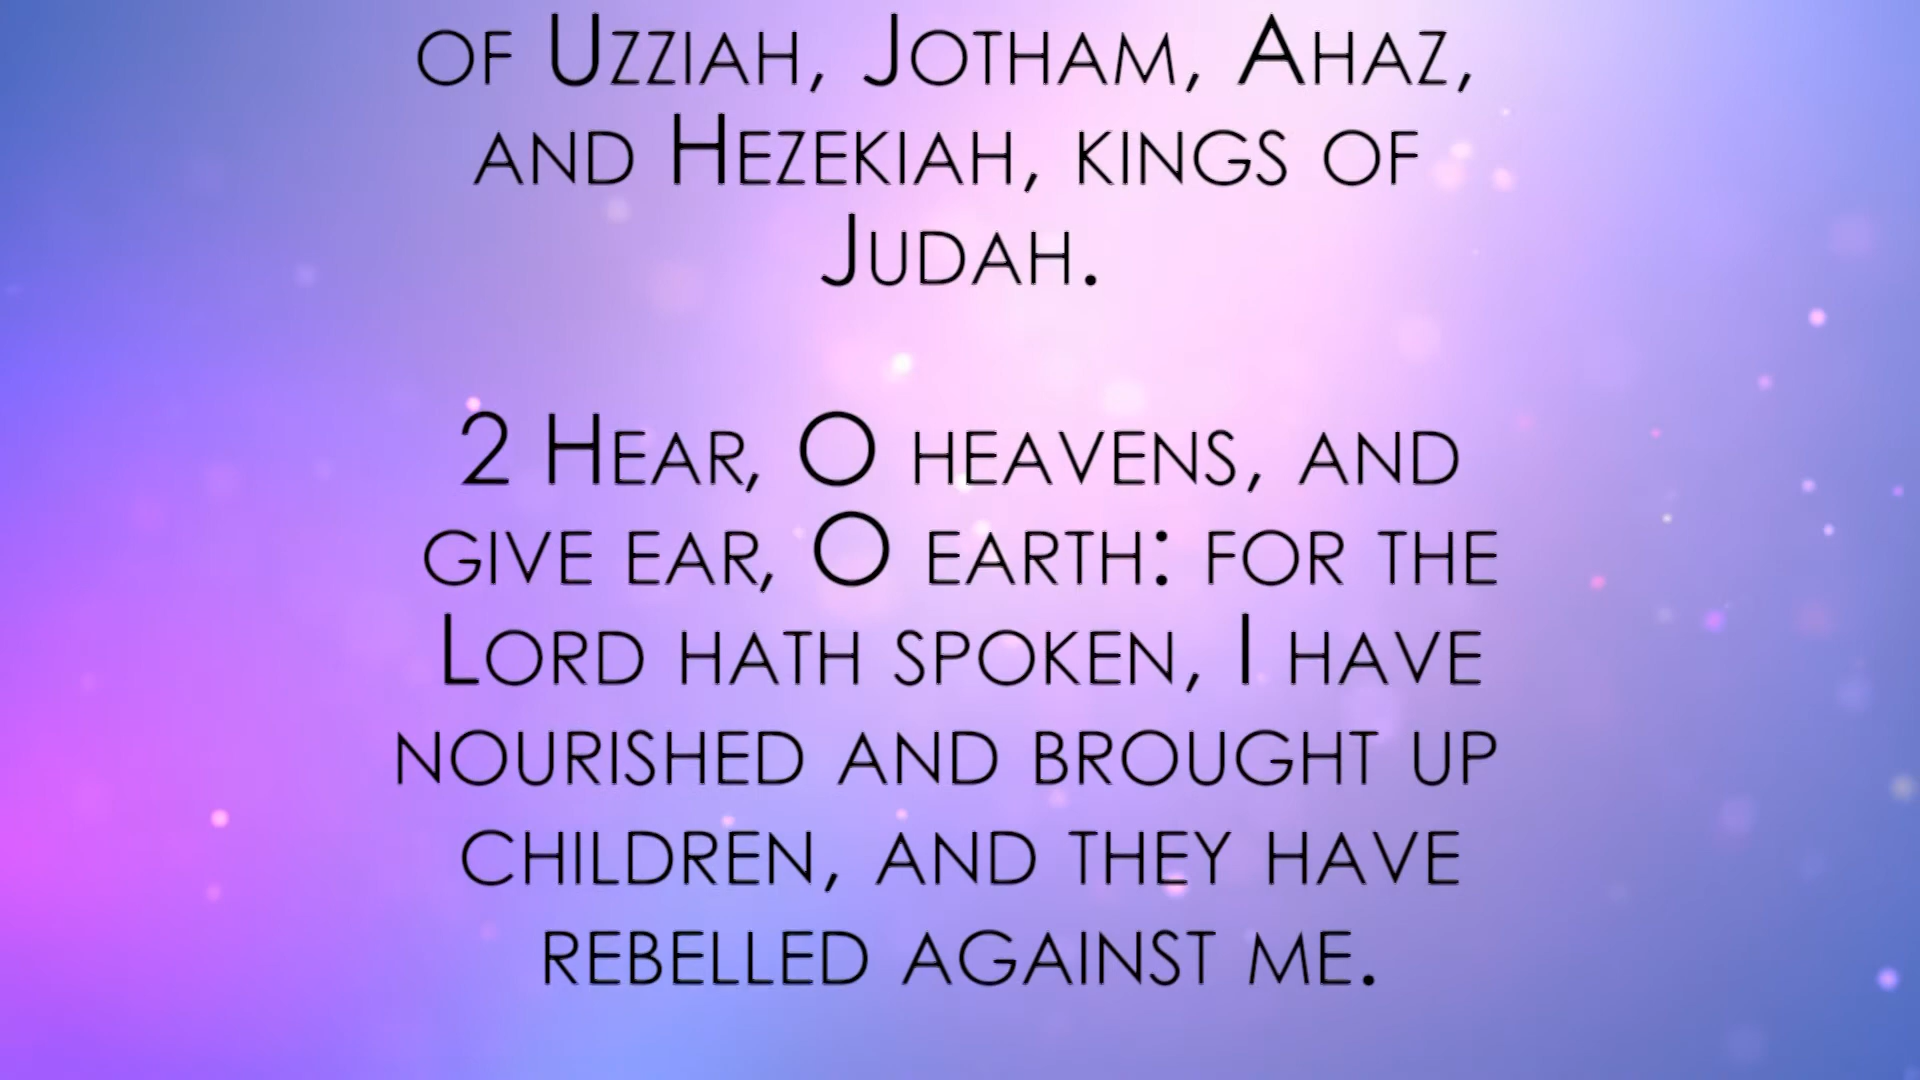 of Uzziah, Jotham, Ahaz,
and Hezekiah, kings of
Judah.
2 Hear, O heavens, and
give ear, O earth: for the
Lord hath spoken, I have
nourished and brought up
children, and they have
rebelled against me.